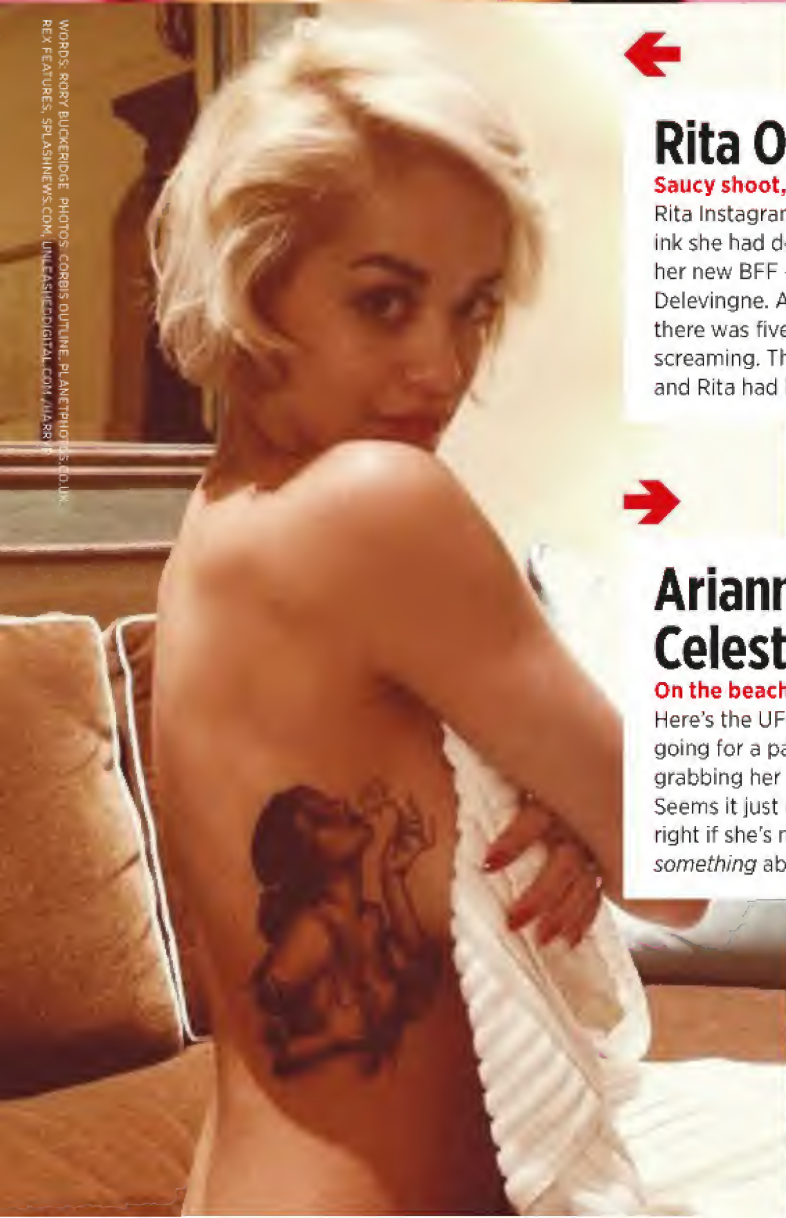 WORDS: RORY BUCKERIDGE PHOTOS: CORBIS OUTLINE, PLANETPHOTOS.CO.UK,
REX FEATURES, SPLASHNEWS.COM, UNLEASHEDDIGITAL.COM /HARRY
Rita O
Saucy shoot,
Rita Instagram
ink she had d
her new BFF
Delevingne. A
there was five
screaming. Th
and Rita had
Ariann
Celest
On the beach
Here's the UF
going for a pa
grabbing her
Seems it just
right if she's
something ab